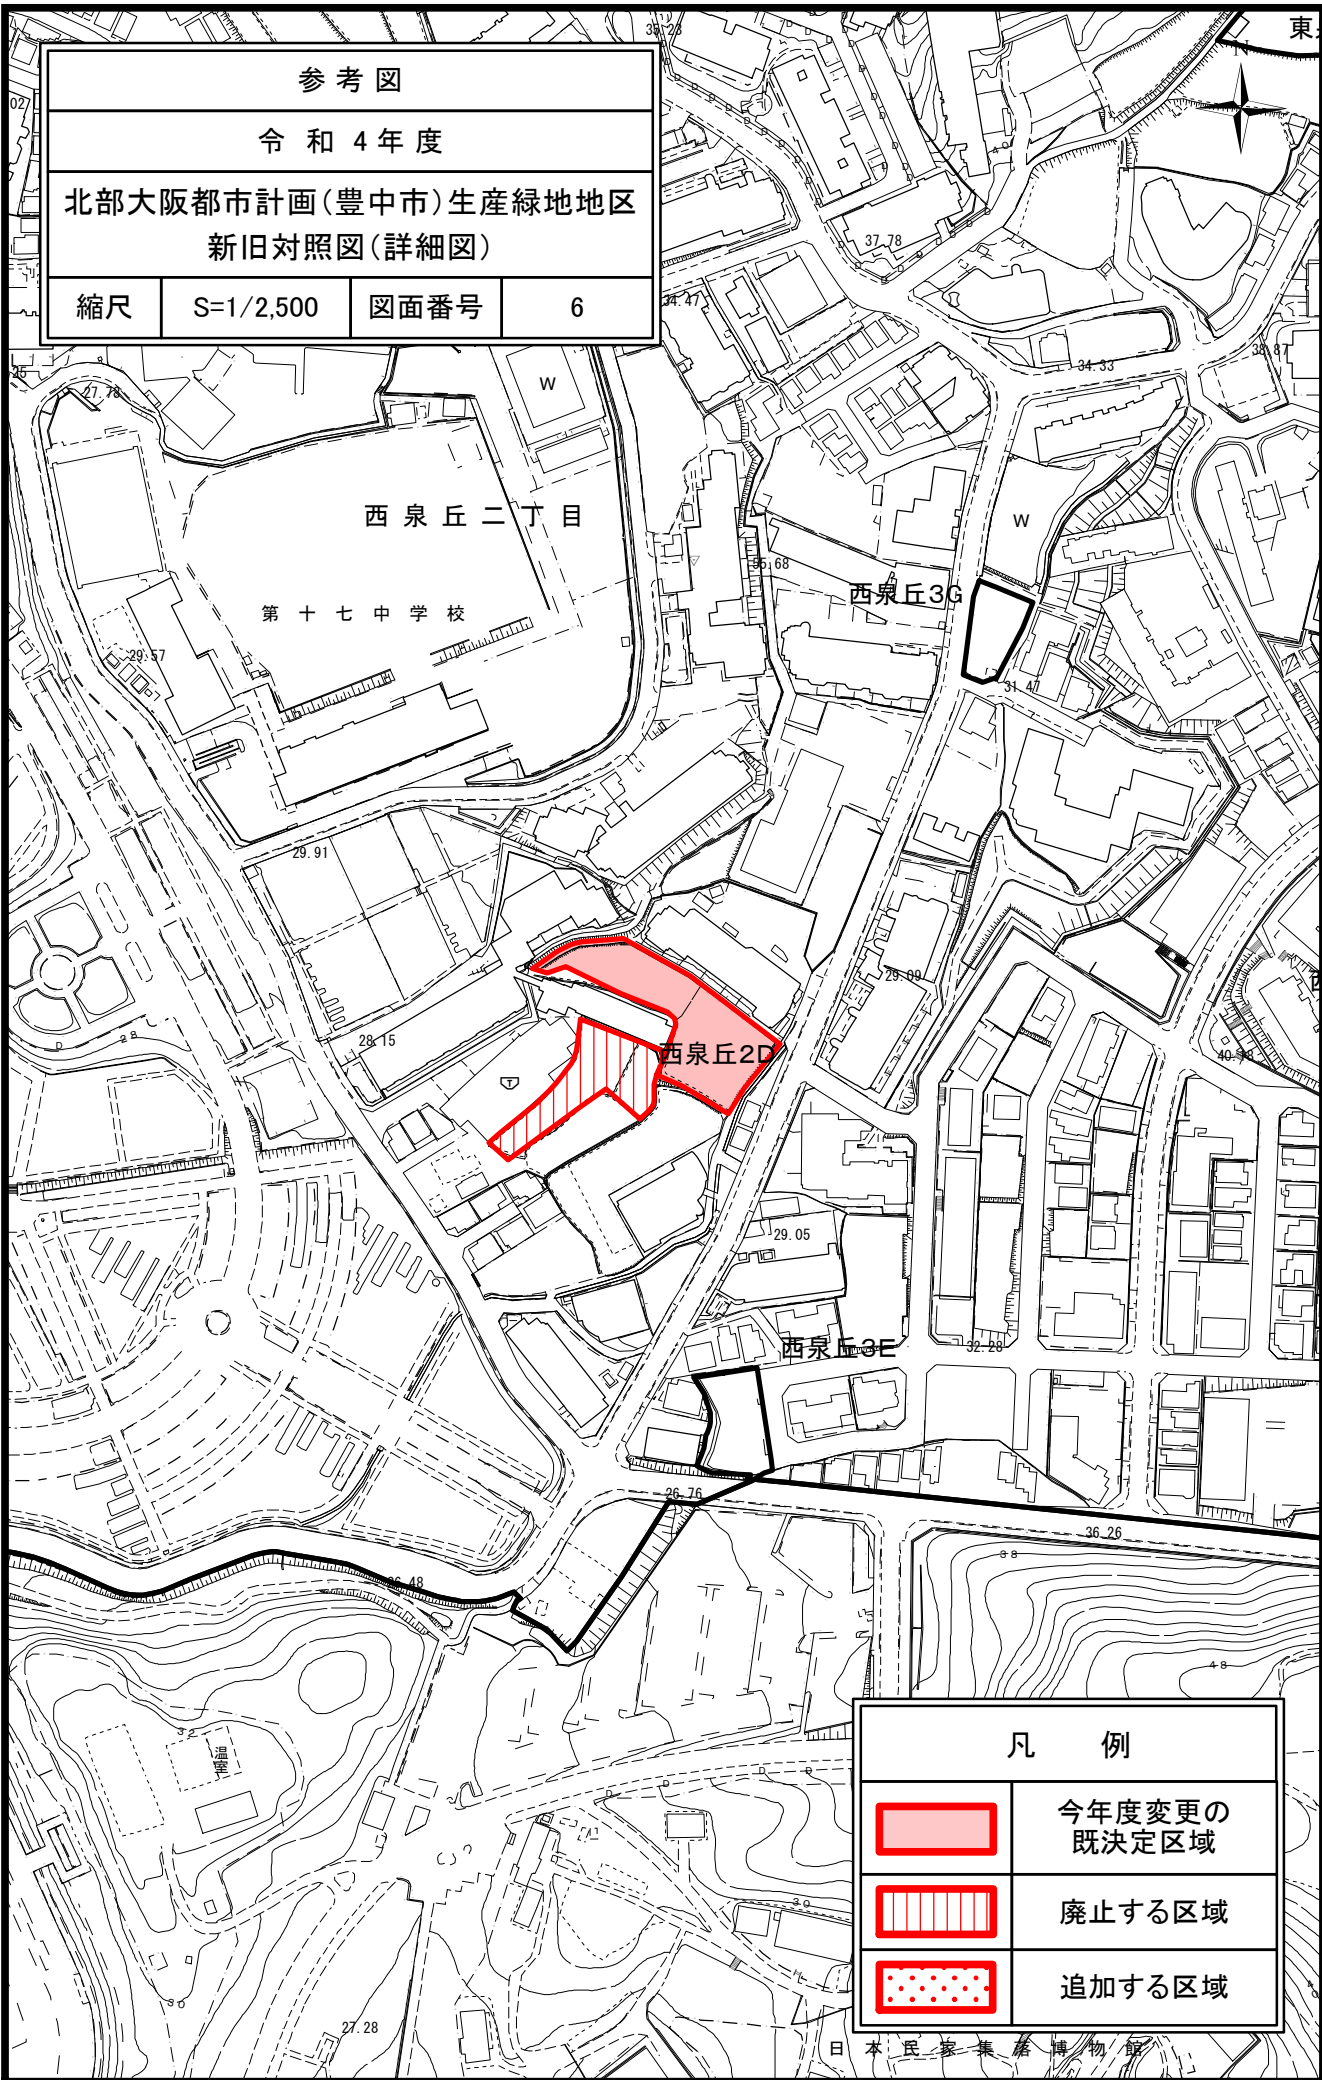 参考図
令和4年度
北部大阪都市計画(豊中市)生産緑地地区
新旧対照図(詳細図)
縮尺 S=1/2,500 図面番号 6
N
35.23
37.78
34.47
34.33
38.87
27.78
W
西泉丘二丁目
W
55.68
第十七中学校
西泉丘3G
29.57
31.47
29.91
29.09
28.15
西泉丘2D
40.18
29.05
西泉丘3E
32.28
26.76
36.26
38
26.48
48
32
温室
30
30
27.28
凡例
今年度変更の
既決定区域
廃止する区域
追加する区域
日本民家集落博物館